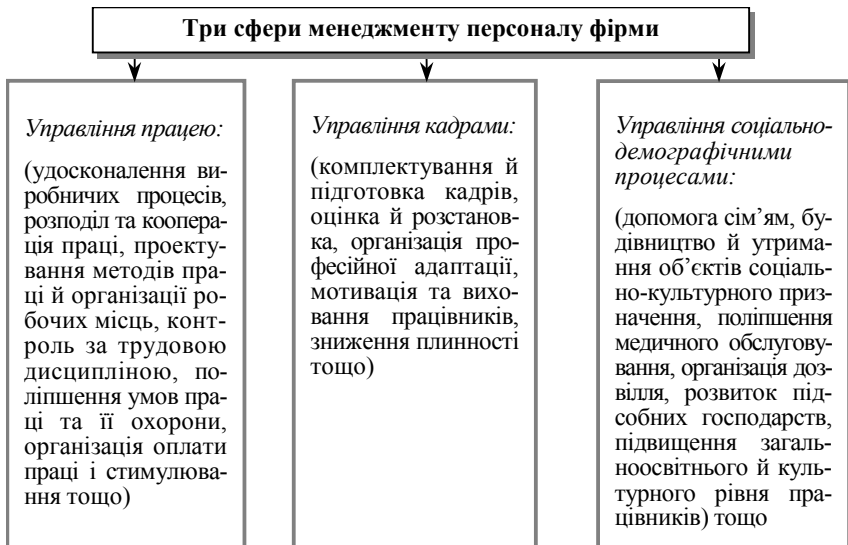 Три сфери менеджменту персоналу фірми
Управління працею:
(удосконалення ви-
робничих процесів,
розподіл та коопера-
ція праці, проекту-
вання методів пра-
ці й організації ро-
бочих місць, конт-
роль за трудовою
дисципліною, по-
ліпшення умов пра-
ці та її охорони,
організація оплати
праці і стимулюва-
ння тощо)
Управління кадрами:
(комплектування й
підготовка кадрів,
оцінка й розстанов-
ка, організація про-
фесійної адаптації,
мотивація та вихо-
вання працівників,
зниження плинності
тощо)
Управління соціально-
демографічними
процесами:
(допомога сім’ям, бу-
дівництво й утрима-
ння об’єктів соціаль-
но-культурного приз-
начення, поліпшення
медичного обслугову-
вання, організація доз-
вілля, розвиток під-
собних господарств,
підвищення загаль-
ноосвітнього й куль-
турного рівня пра-
цівників) тощо